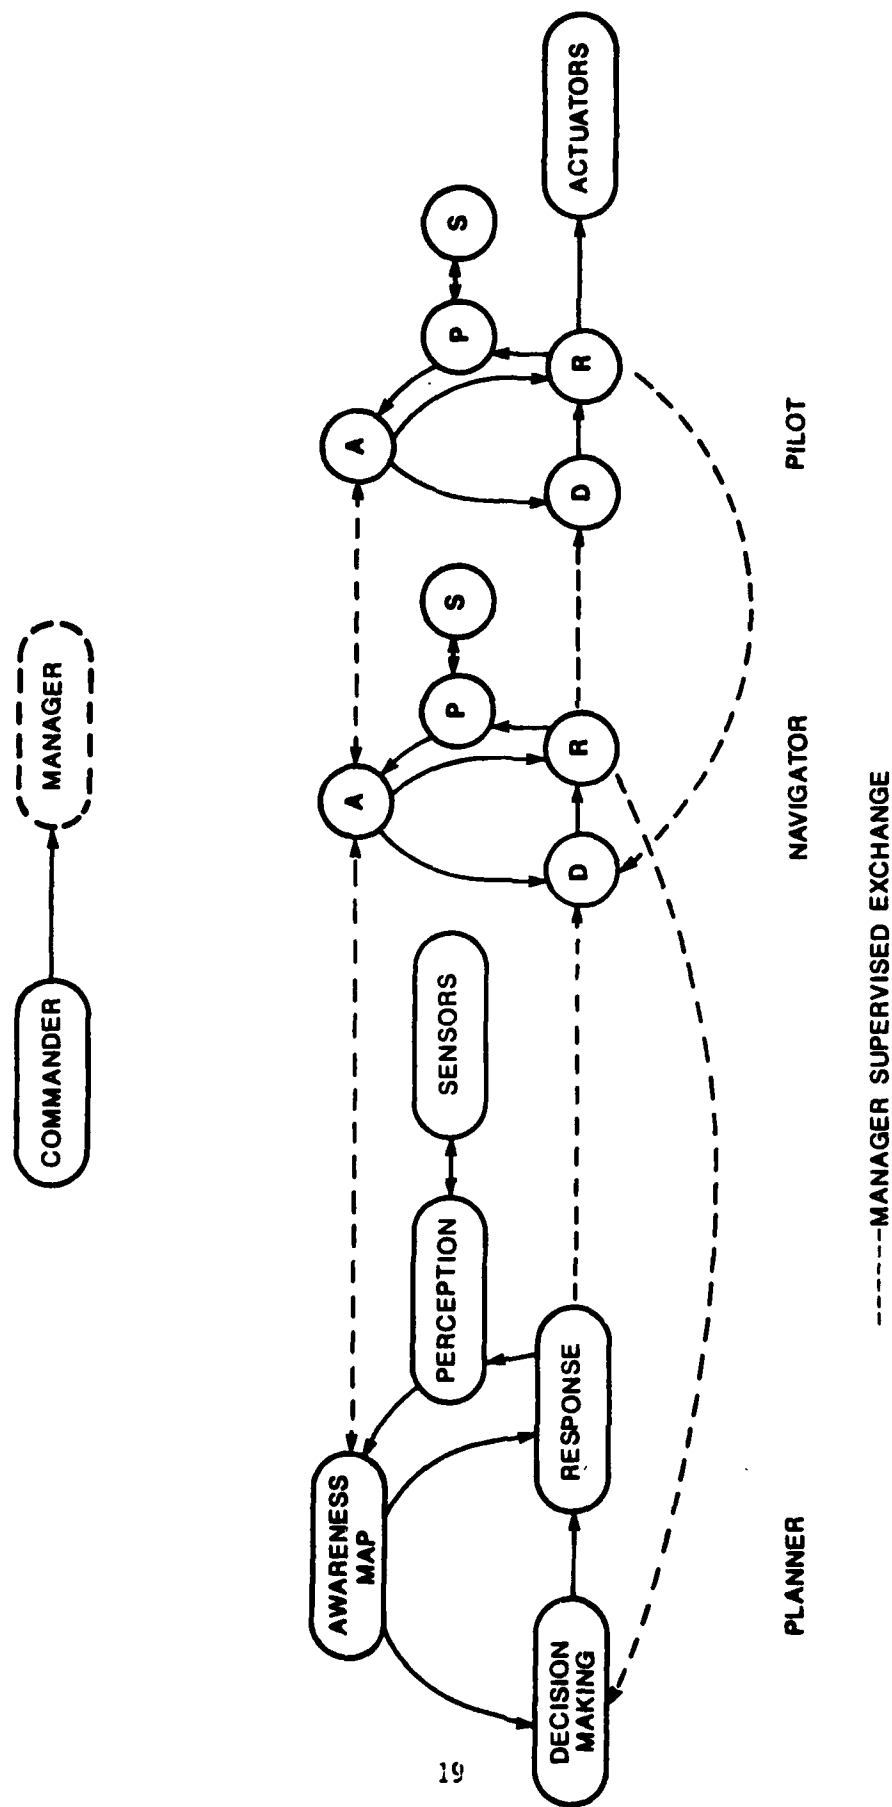 COMMANDER
MANAGER
AWARENESS
MAP
A
A
PERCEPTION
SENSORS
P
S
P
S
DECISION
MAKING
RESPONSE
D
R
D
R
ACTUATORS
PLANNER
NAVIGATOR
PILOT
------MANAGER SUPERVISED EXCHANGE
19